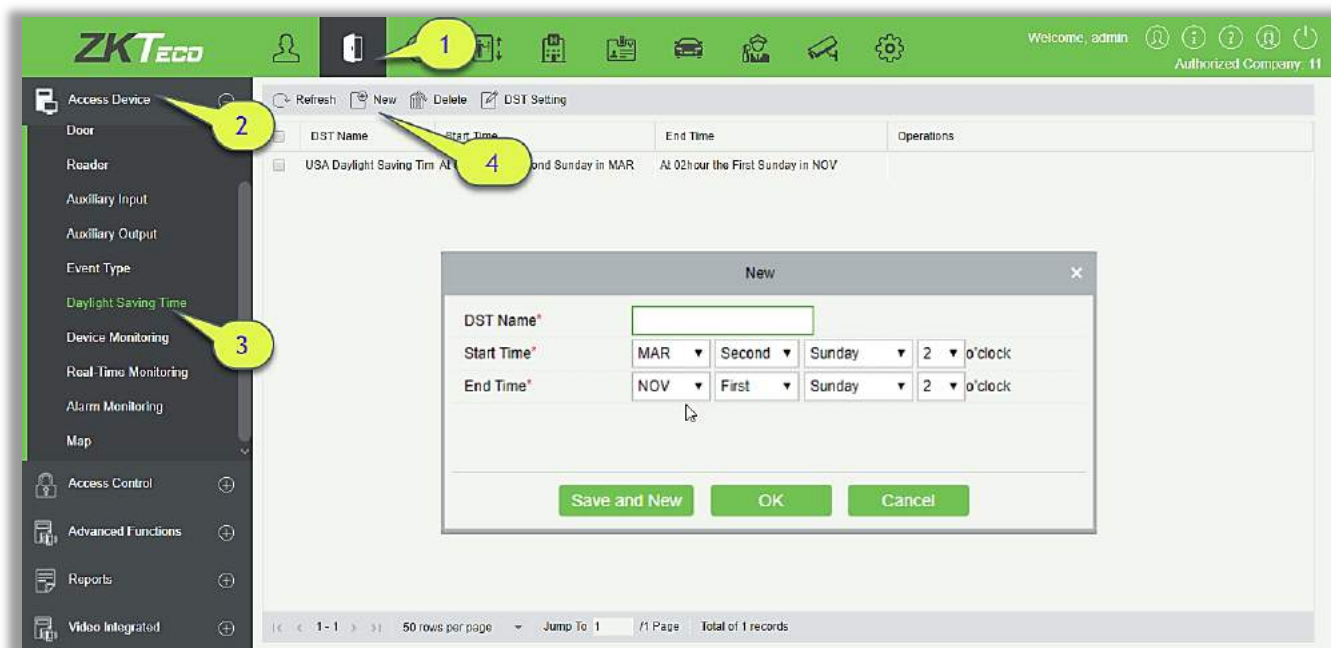 ZKTECO
1
Welcome, admin
Authorized Company: 11
Access Device
2
Door
Reader
Auxiliary Input
Auxiliary Output
Event Type
Daylight Saving Time
3
Device Monitoring
Real-Time Monitoring
Alarm Monitoring
Map
Access Control
Advanced Functions
Reports
Video Integrated
Refresh New Delete DST Setting
4
DST Name Start Time End Time Operations
USA Daylight Saving Tim At ond Sunday in MAR At 02hour the First Sunday in NOV
New
DST Name*
Start Time* MAR Second Sunday 2 o'clock
End Time* NOV First Sunday 2 o'clock
Save and New OK Cancel
1-1 50 rows per page Jump To 1 /1 Page Total of 1 records